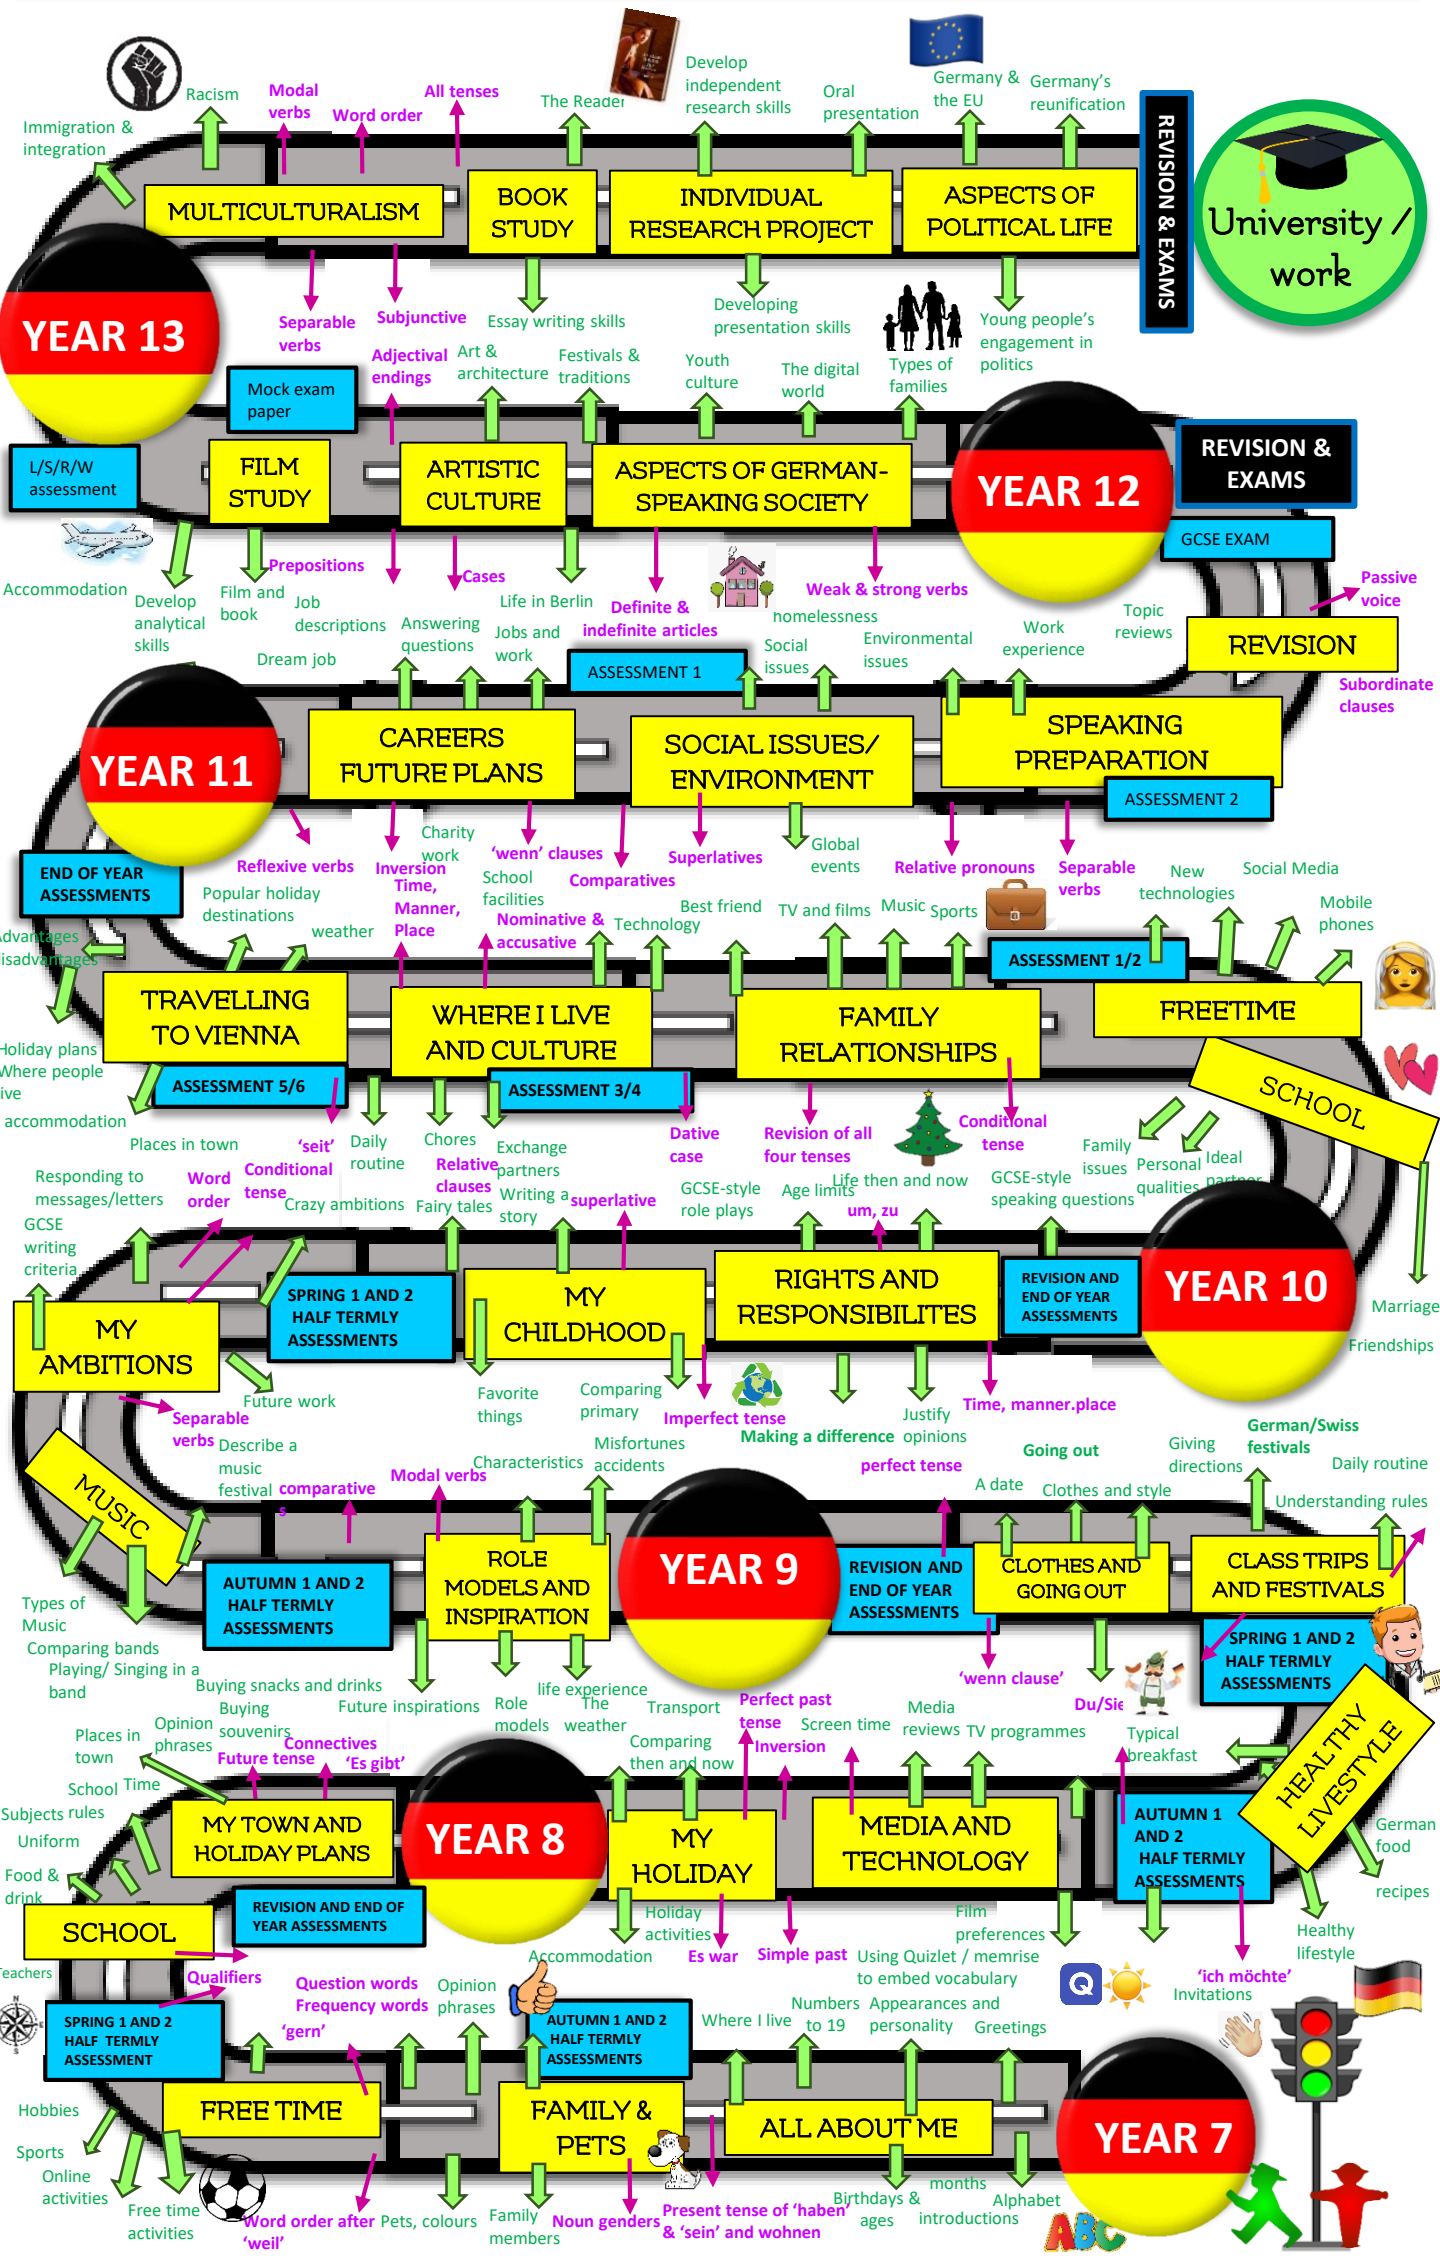 Racism
Immigration &
integration
Modal
verbs
Word order
All tenses
The Reader
Develop
independent
research skills
Oral
presentation
Germany &
the EU
Germany's
reunification
REVISION & EXAMS
University /
work
MULTICULTURALISM
BOOK
STUDY
INDIVIDUAL
RESEARCH PROJECT
ASPECTS OF
POLITICAL LIFE
YEAR 13
Separable
verbs
Subjunctive
Essay writing skills
Developing
presentation skills
Young people's
engagement in
politics
Adjectival
endings
Art &
architecture
Festivals &
traditions
Youth
culture
The digital
world
Types of
families
Mock exam
paper
L/S/R/W
assessment
FILM
STUDY
ARTISTIC
CULTURE
ASPECTS OF GERMAN-
SPEAKING SOCIETY
YEAR 12
REVISION &
EXAMS
GCSE EXAM
Passive
voice
Accommodation
Develop
analytical
skills
Film and
book
Prepositions
Job
descriptions
Dream job
Cases
Answering
questions
Life in Berlin
Jobs and
work
Definite &
indefinite articles
Weak & strong verbs
homelessness
Social
issues
Environmental
issues
Work
experience
Topic
reviews
REVISION
Subordinate
clauses
ASSESSMENT 1
YEAR 11
CAREERS
FUTURE PLANS
SOCIAL ISSUES/
ENVIRONMENT
SPEAKING
PREPARATION
ASSESSMENT 2
END OF YEAR
ASSESSMENTS
Reflexive verbs
Inversion
Charity
work
'wenn' clauses
Comparatives
Superlatives
Global
events
Relative pronouns
Separable
verbs
New
technologies
Social Media
Mobile
phones
Popular holiday
destinations
weather
Time,
Manner,
Place
School
facilities
Nominative &
accusative
Technology
Best friend
TV and films
Music
Sports
ASSESSMENT 1/2
Advantages
disadvantages
TRAVELLING
TO VIENNA
WHERE I LIVE
AND CULTURE
FAMILY
RELATIONSHIPS
FREETIME
SCHOOL
Holiday plans
Where people
live
accommodation
ASSESSMENT 5/6
ASSESSMENT 3/4
Places in town
'seit'
Conditional
tense
Daily
routine
Chores
Relative
clauses
Exchange
partners
Dative
case
Revision of all
four tenses
Conditional
tense
Family
issues
Personal
qualities
Ideal
partner
Responding to
messages/letters
Word
order
Crazy ambitions
Fairy tales
Writing a
story
superlative
GCSE-style
role plays
Age limits
Life then and now
um, zu
GCSE-style
speaking questions
GCSE
writing
criteria
MY
AMBITIONS
SPRING 1 AND 2
HALF TERMLY
ASSESSMENTS
MY
CHILDHOOD
RIGHTS AND
RESPONSIBILITES
REVISION AND
END OF YEAR
ASSESSMENTS
YEAR 10
Marriage
Friendships
Separable
verbs
Future work
Favorite
things
Comparing
primary
Imperfect tense
Making a difference
Justify
opinions
Time, manner.place
MUSIC
Describe a
music
festival
comparative
s
Modal verbs
Characteristics
Misfortunes
accidents
perfect tense
Going out
A date
Clothes and style
Giving
directions
German/Swiss
festivals
Daily routine
Understanding rules
AUTUMN 1 AND 2
HALF TERMLY
ASSESSMENTS
ROLE
MODELS AND
INSPIRATION
YEAR 9
REVISION AND
END OF YEAR
ASSESSMENTS
CLOTHES AND
GOING OUT
CLASS TRIPS
AND FESTIVALS
SPRING 1 AND 2
HALF TERMLY
ASSESSMENTS
Types of
Music
Comparing bands
Playing/ Singing in a
band
Buying snacks and drinks
Buying
souvenirs
Future inspirations
Role
models
life experience
The
weather
Transport
Perfect past
tense
Inversion
Screen time
Media
reviews
TV programmes
'wenn clause'
Du/Sie
Typical
breakfast
HEALTHY
LIVESTYLE
Places in
town
Opinion
phrases
Future tense
Connectives
'Es gibt'
Comparing
then and now
School
rules
Time
Subjects
Uniform
Food &
drink
MY TOWN AND
HOLIDAY PLANS
YEAR 8
MY
HOLIDAY
MEDIA AND
TECHNOLOGY
AUTUMN 1
AND 2
HALF TERMLY
ASSESSMENTS
German
food
recipes
Healthy
lifestyle
SCHOOL
REVISION AND END OF
YEAR ASSESSMENTS
Teachers
Qualifiers
Accommodation
Holiday
activities
Es war
Simple past
Film
preferences
Using Quizlet / memrise
to embed vocabulary
Q
'ich möchte'
Invitations
N
E
S
SPRING 1 AND 2
HALF TERMLY
ASSESSMENT
Question words
Frequency words
'gern'
Opinion
phrases
AUTUMN 1 AND 2
HALF TERMLY
ASSESSMENTS
Where I live
Numbers
to 19
Appearances and
personality
Greetings
Hobbies
Sports
Online
activities
Free time
activities
FREE TIME
FAMILY &
PETS
ALL ABOUT ME
YEAR 7
Word order after
'weil'
Pets, colours
Family
members
Noun genders
Present tense of 'haben'
& 'sein' and wohnen
Birthdays &
ages
months
introductions
Alphabet
ABC